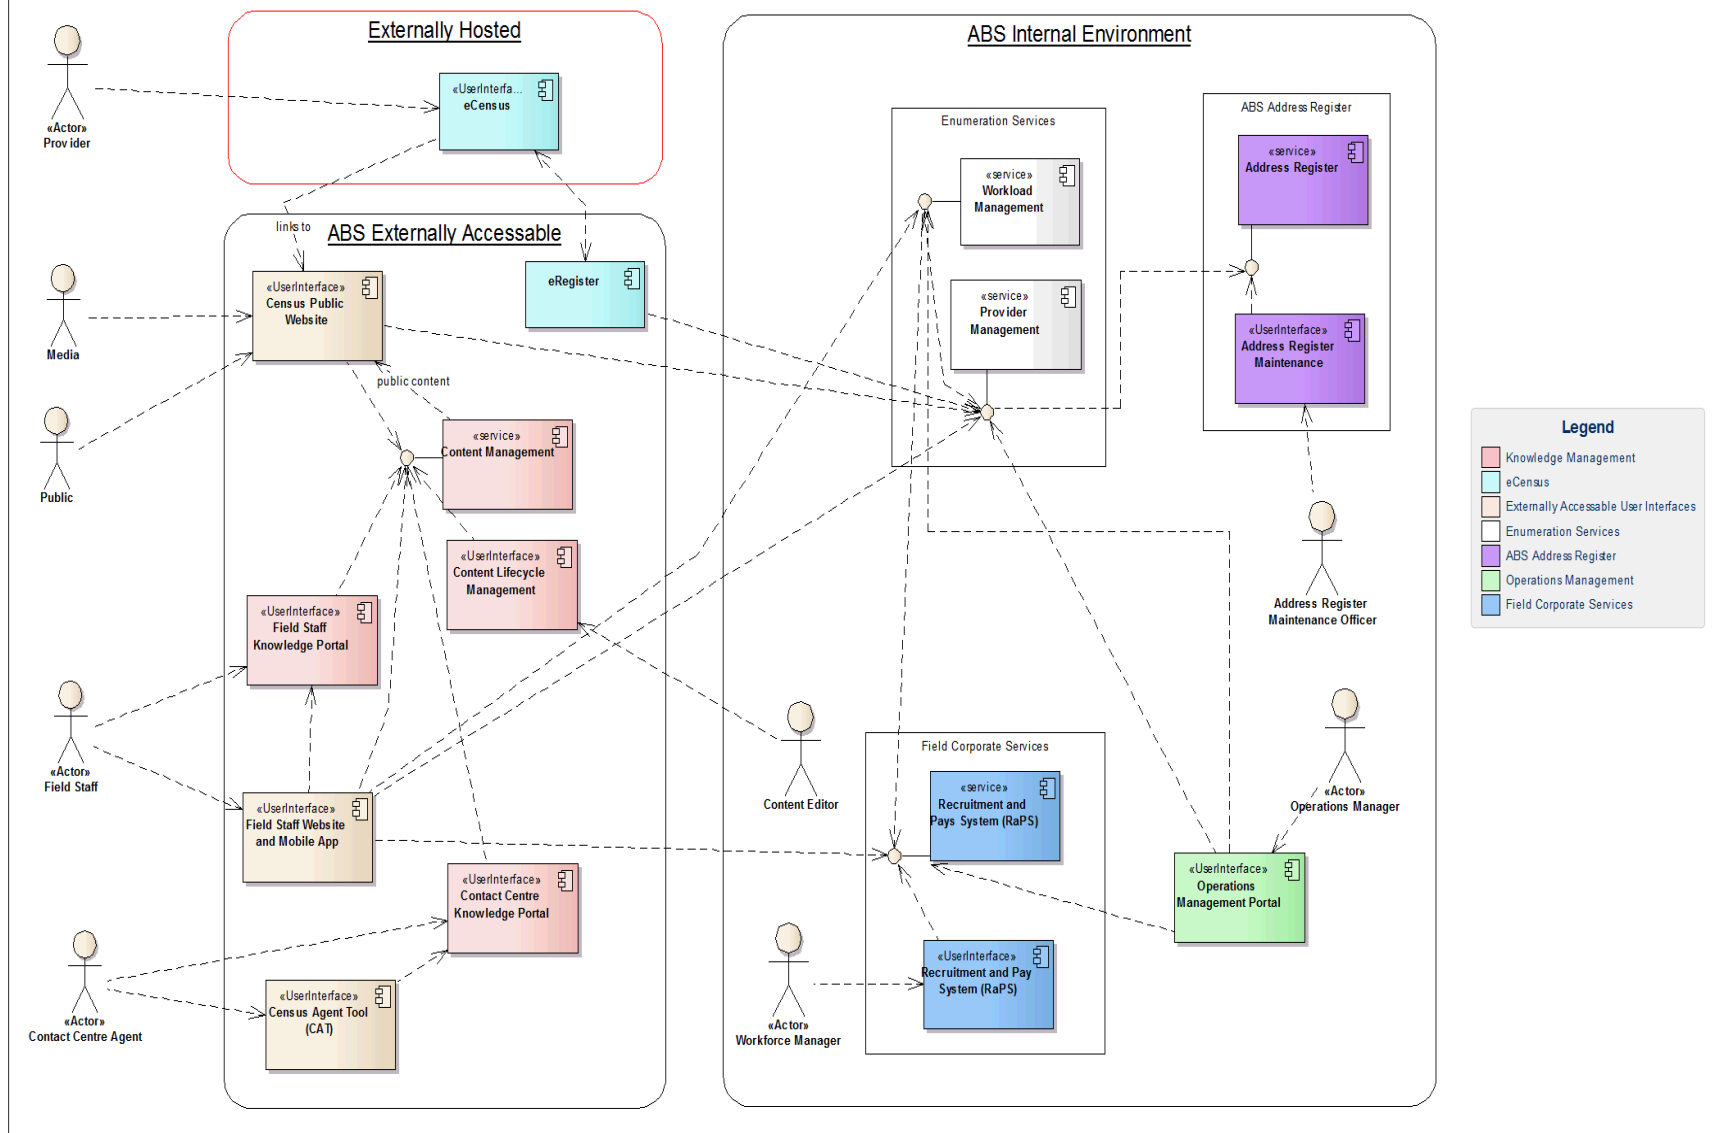 Externally Hosted
ABS Internal Environment
«UserInterfa...
eCensus
«Actor»
Provider
links to
ABS Externally Accessable
«UserInterface»
Census Public
Website
eRegister
Media
public content
Public
«service»
Content Management
«UserInterface»
Content Lifecycle
Management
«UserInterface»
Field Staff
Knowledge Portal
«Actor»
Field Staff
«UserInterface»
Field Staff Website
and Mobile App
«UserInterface»
Contact Centre
Knowledge Portal
«Actor»
Contact Centre Agent
«UserInterface»
Census Agent Tool
(CAT)
Enumeration Services
«service»
Workload
Management
«service»
Provider
Management
ABS Address Register
«service»
Address Register
«UserInterface»
Address Register
Maintenance
Address Register
Maintenance Officer
Content Editor
Field Corporate Services
«service»
Recruitment and
Pays System (RaPS)
«UserInterface»
Recruitment and Pay
System (RaPS)
«Actor»
Workforce Manager
«Actor»
Operations Manager
«UserInterface»
Operations
Management Portal
Legend
Knowledge Management
eCensus
Externally Accessable User Interfaces
Enumeration Services
ABS Address Register
Operations Management
Field Corporate Services